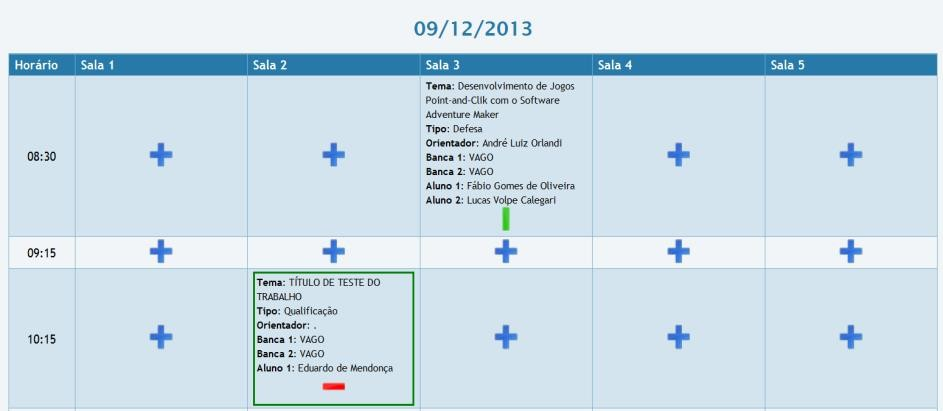 09/12/2013
Horário Sala 1 Sala 2 Sala 3 Sala 4 Sala 5
08:30
Tema: Desenvolvimento de Jogos
Point-and-Clik com o Software
Adventure Maker
Tipo: Defesa
Orientador: André Luiz Orlandi
Banca 1: VAGO
Banca 2: VAGO
Aluno 1: Fábio Gomes de Oliveira
Aluno 2: Lucas Volpe Calegari
09:15
10:15
Tema: TÍTULO DE TESTE DO
TRABALHO
Tipo: Qualificação
Orientador: .
Banca 1: VAGO
Banca 2: VAGO
Aluno 1: Eduardo de Mendonça